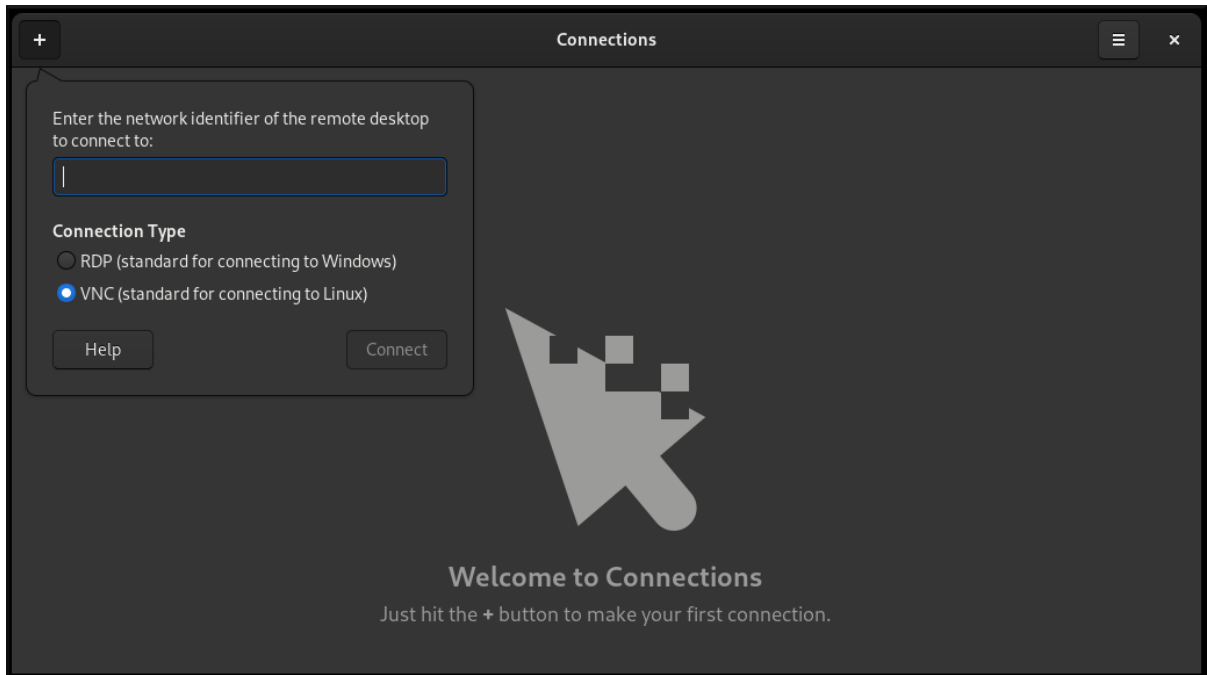 +
Connections
Enter the network identifier of the remote desktop
to connect to:
Connection Type
RDP (standard for connecting to Windows)
VNC (standard for connecting to Linux)
Help
Connect
Welcome to Connections
Just hit the + button to make your first connection.